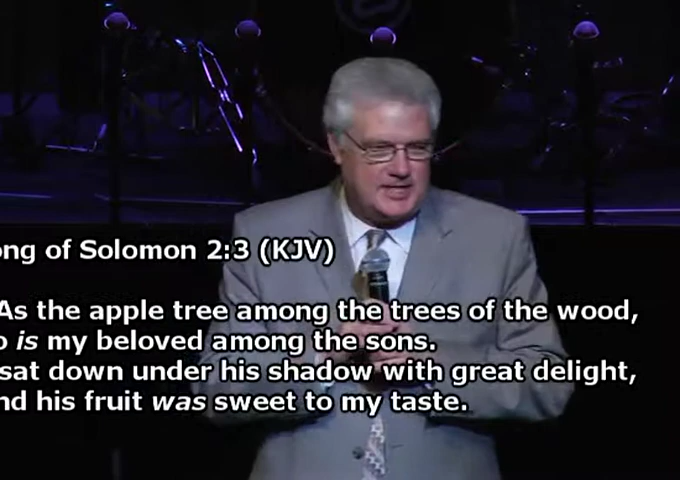 ng of Solomon 2:3 (KJV)
As the apple tree among the trees of the wood,
is my beloved among the sons.
sat down under his shadow with great delight,
nd his fruit was sweet to my taste.